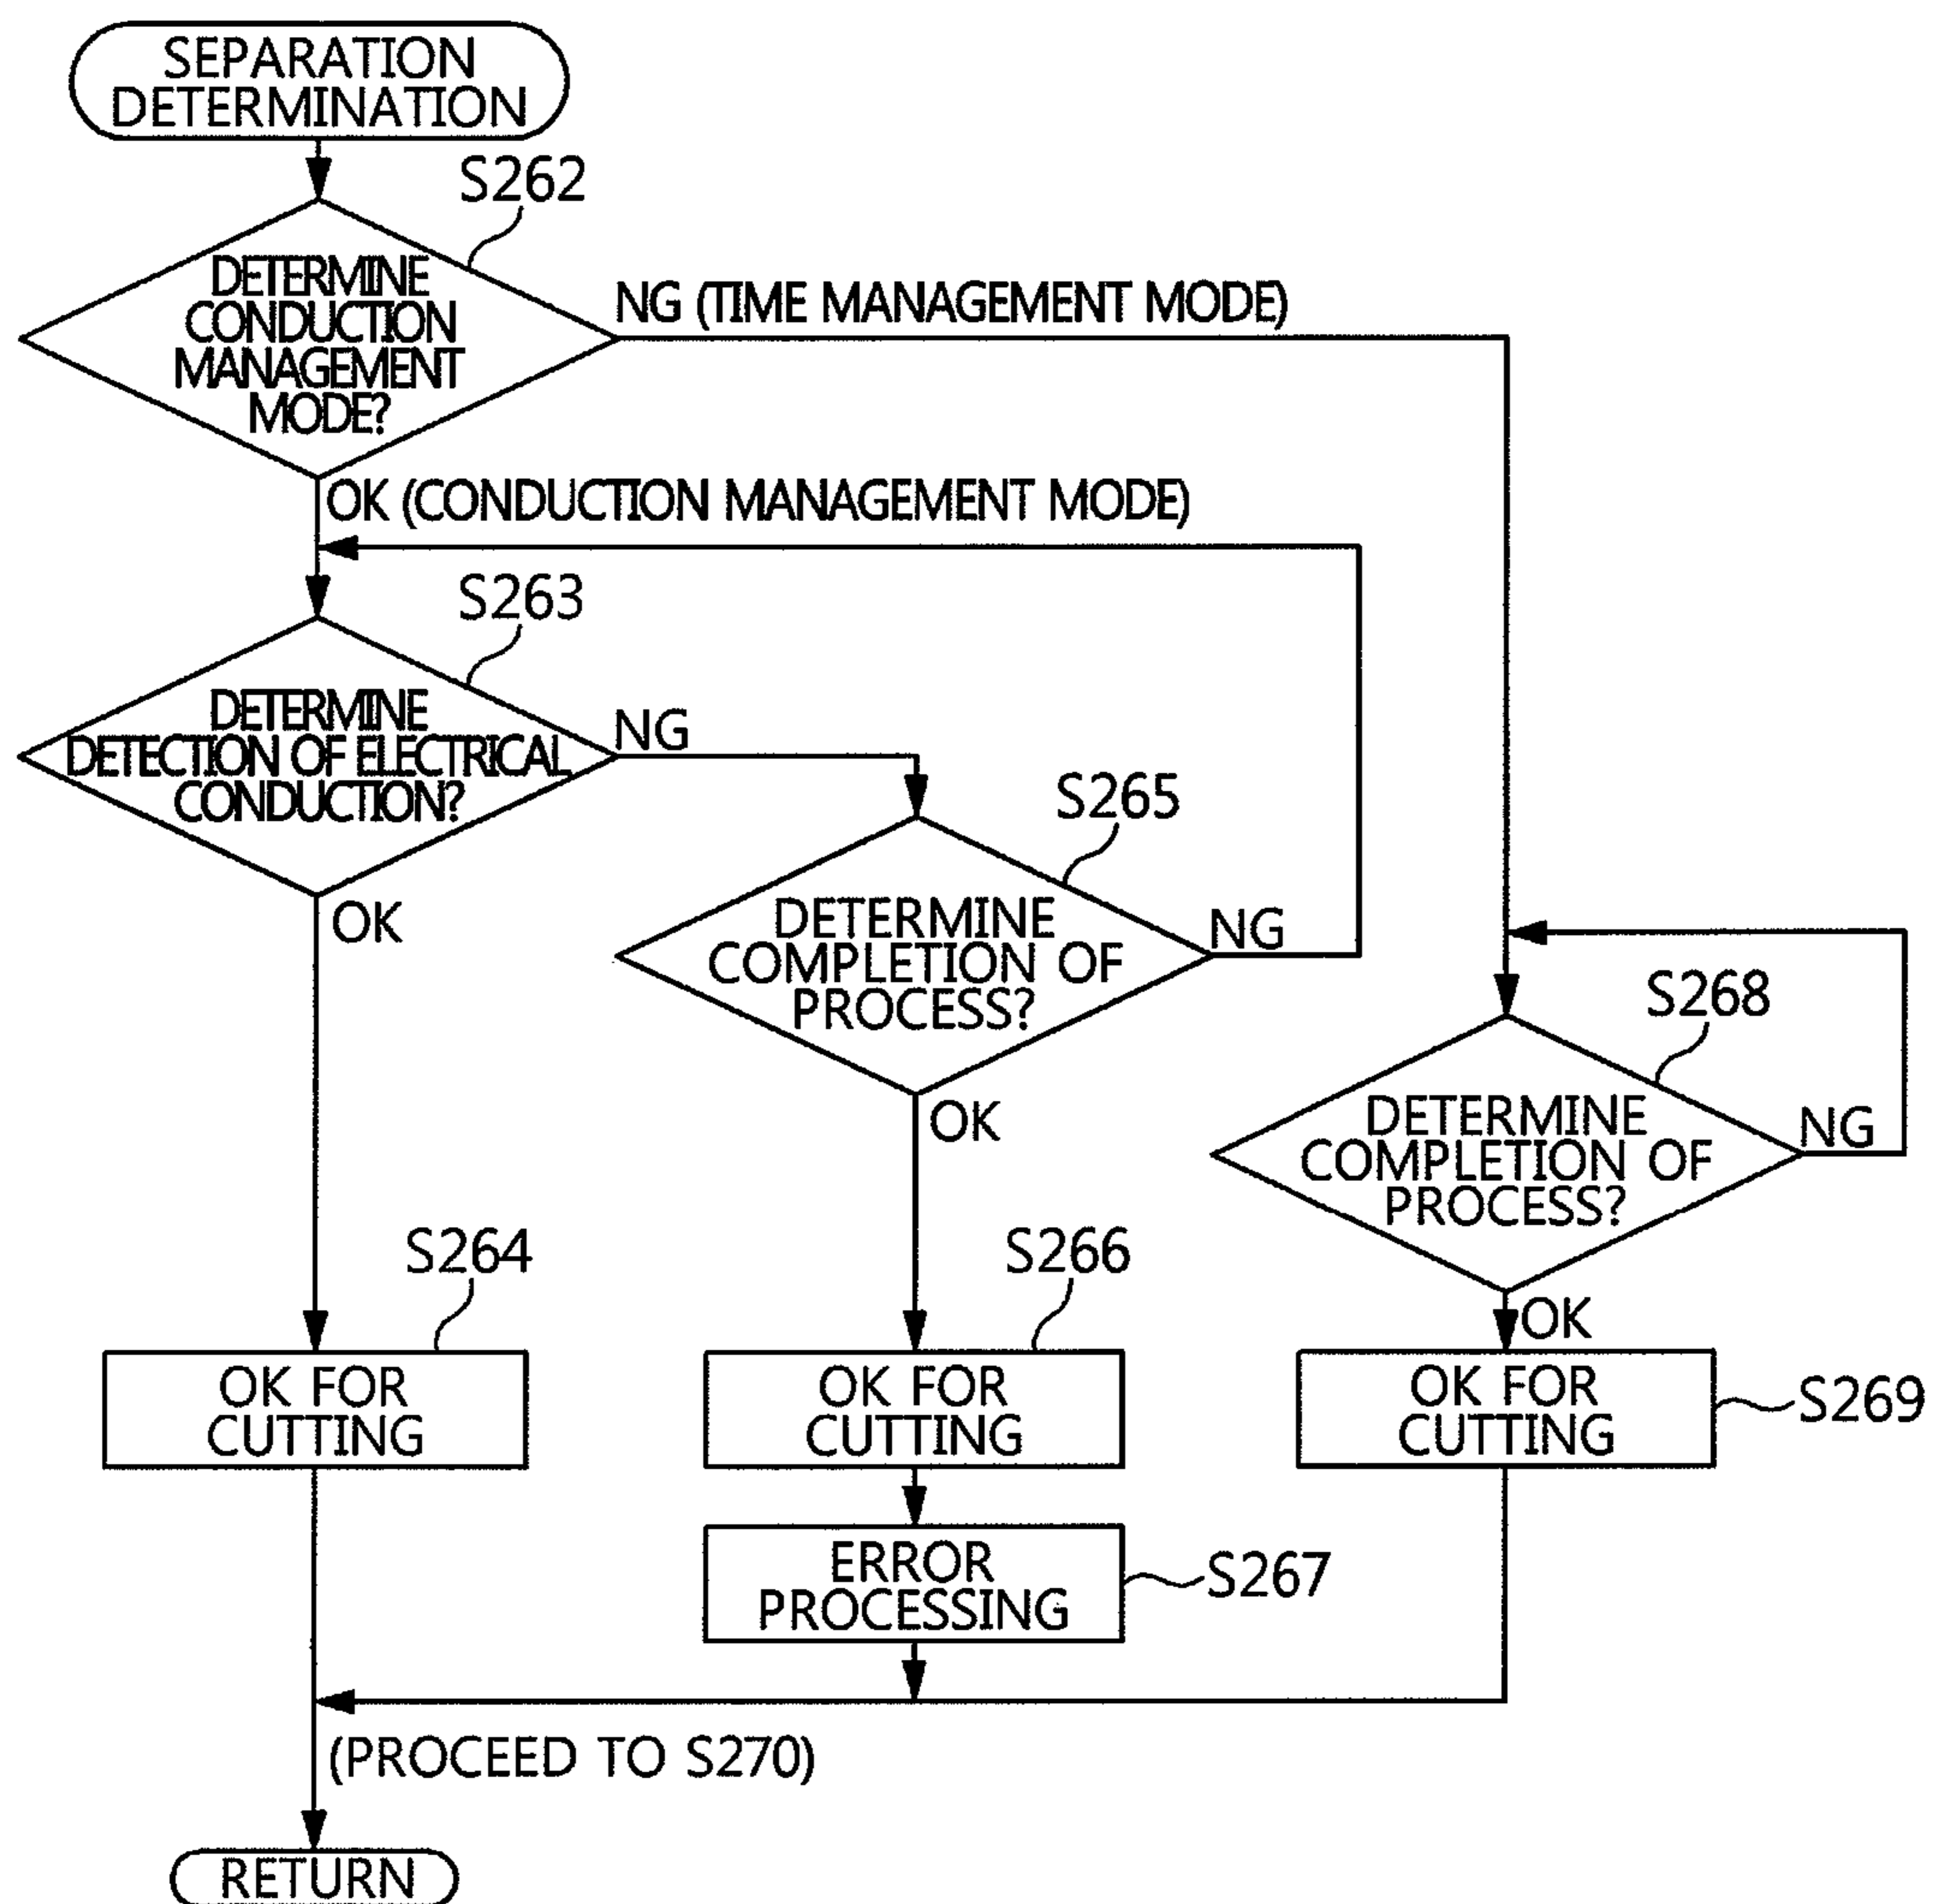 SEPARATION
DETERMINATION
S262
DETERMINE
CONDUCTION
MANAGEMENT
MODE?
NG (TIME MANAGEMENT MODE)
OK (CONDUCTION MANAGEMENT MODE)
S263
DETERMINE
DETECTION OF ELECTRICAL
CONDUCTION?
NG
OK
S265
DETERMINE
COMPLETION OF
PROCESS?
NG
OK
S268
DETERMINE
COMPLETION OF
PROCESS?
NG
OK
S264
OK FOR
CUTTING
S266
OK FOR
CUTTING
OK FOR
CUTTING
S269
ERROR
PROCESSING
S267
(PROCEED TO S270)
RETURN